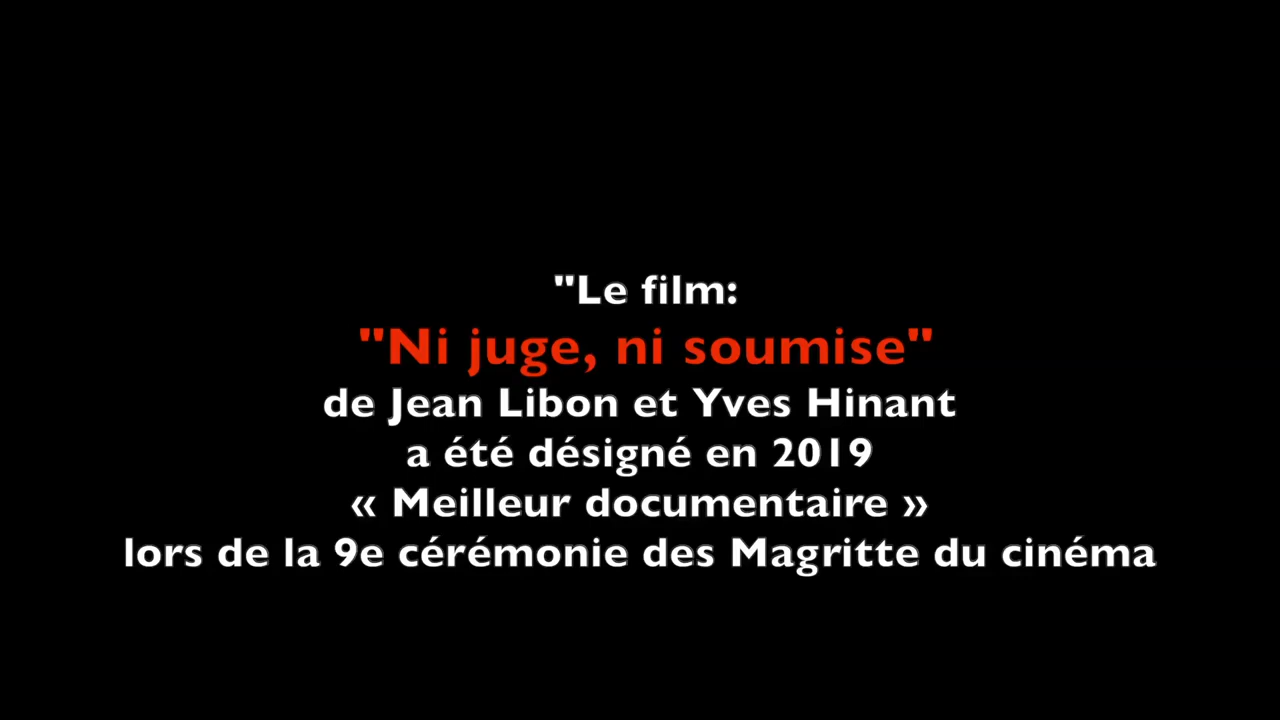 "Le film:
"Ni juge, ni soumise"
de Jean Libon et Yves Hinant
a été désigné en 2019
« Meilleur documentaire »
lors de la 9e cérémonie des Magritte du cinéma